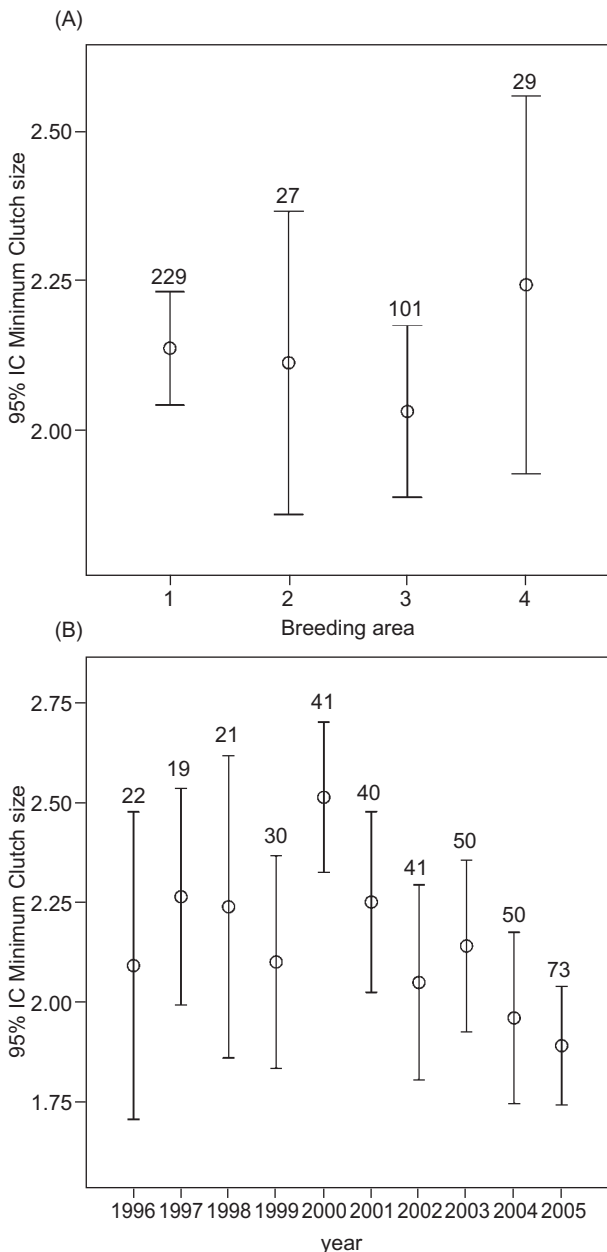 (A)
95% IC Minimum Clutch size
2.50
2.25
2.00
229
27
101
29
1 2 3 4
Breeding area
(B)
95% IC Minimum Clutch size
2.75
2.50
2.25
2.00
1.75
22
19
21
30
41
40
41
50
50
73
1996 1997 1998 1999 2000 2001 2002 2003 2004 2005
year